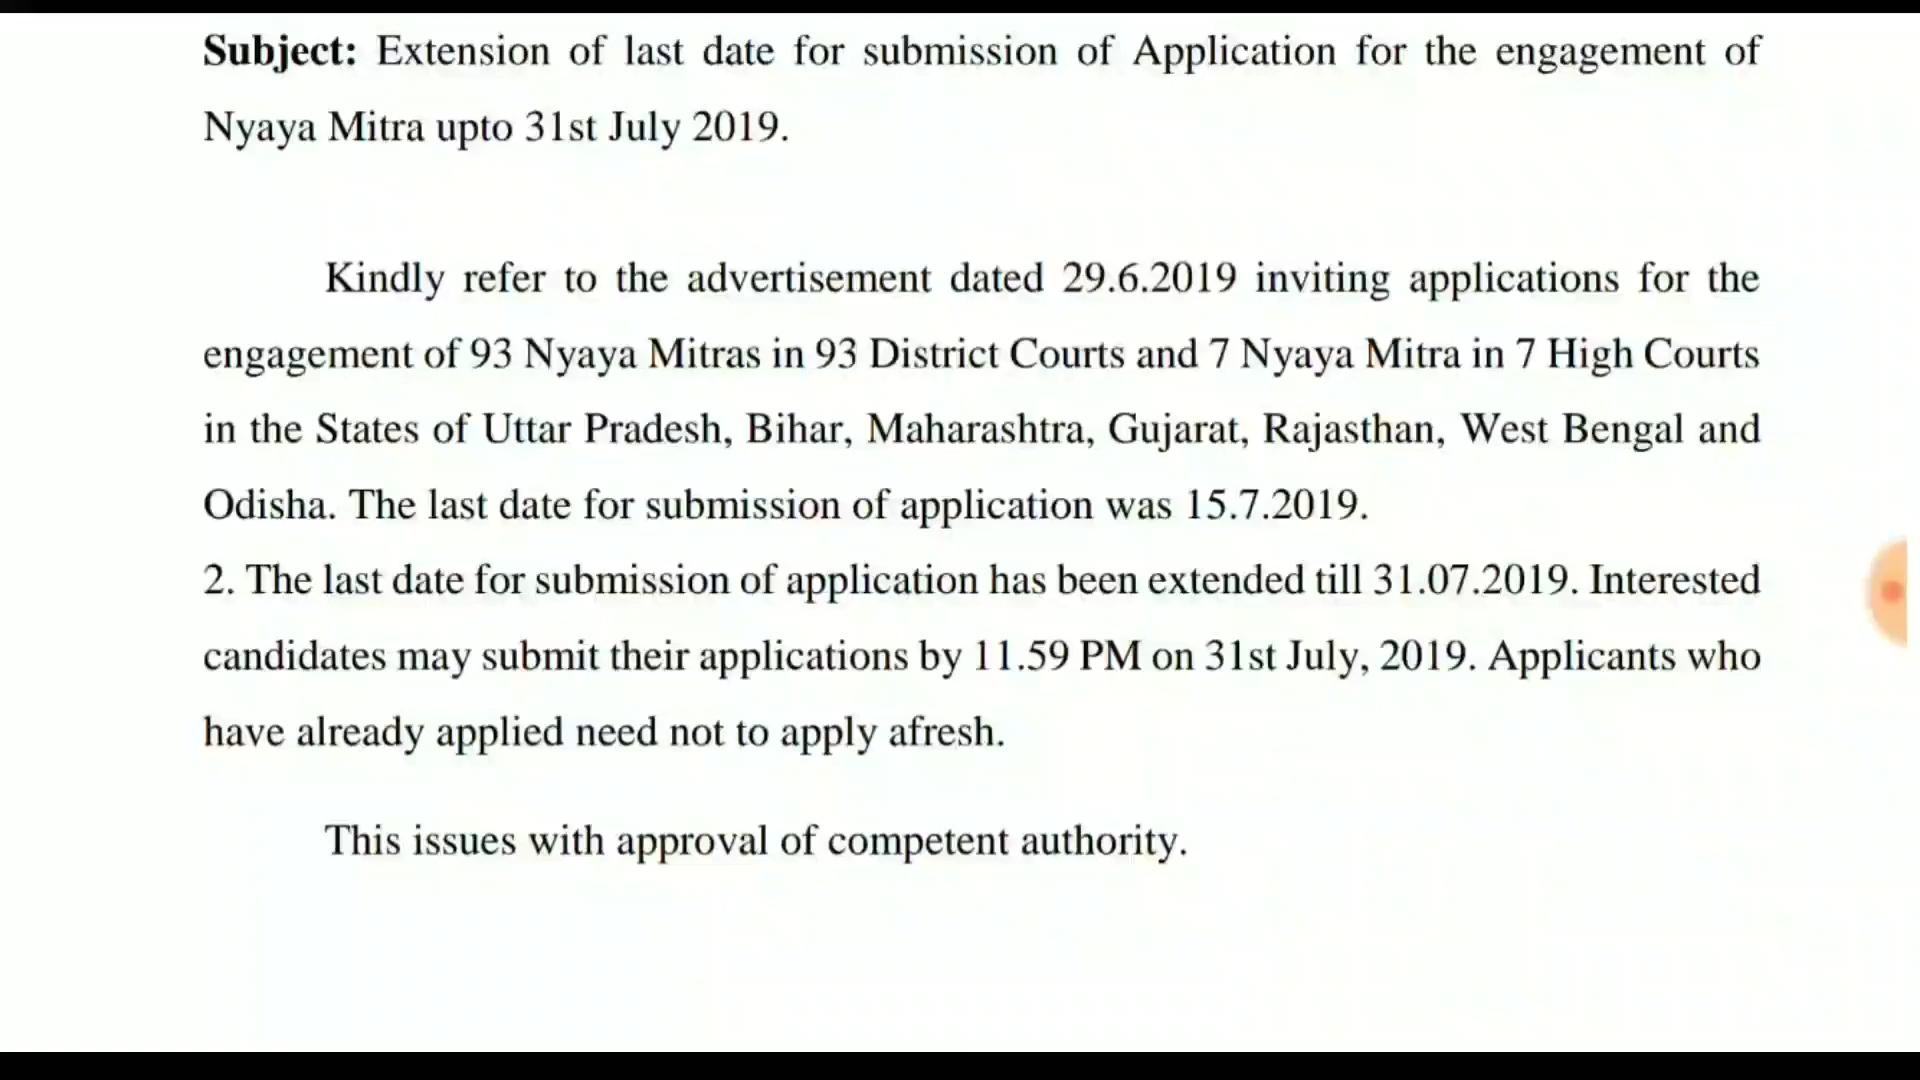 Subject: Extension of last date for submission of Application for the engagement of
Nyaya Mitra upto 31st July 2019.
Kindly refer to the advertisement dated 29.6.2019 inviting applications for the
engagement of 93 Nyaya Mitras in 93 District Courts and 7 Nyaya Mitra in 7 High Courts
in the States of Uttar Pradesh, Bihar, Maharashtra, Gujarat, Rajasthan, West Bengal and
Odisha. The last date for submission of application was 15.7.2019.
2. The last date for submission of application has been extended till 31.07.2019. Interested
candidates may submit their applications by 11.59 PM on 31st July, 2019. Applicants who
have already applied need not to apply afresh.
This issues with approval of competent authority.